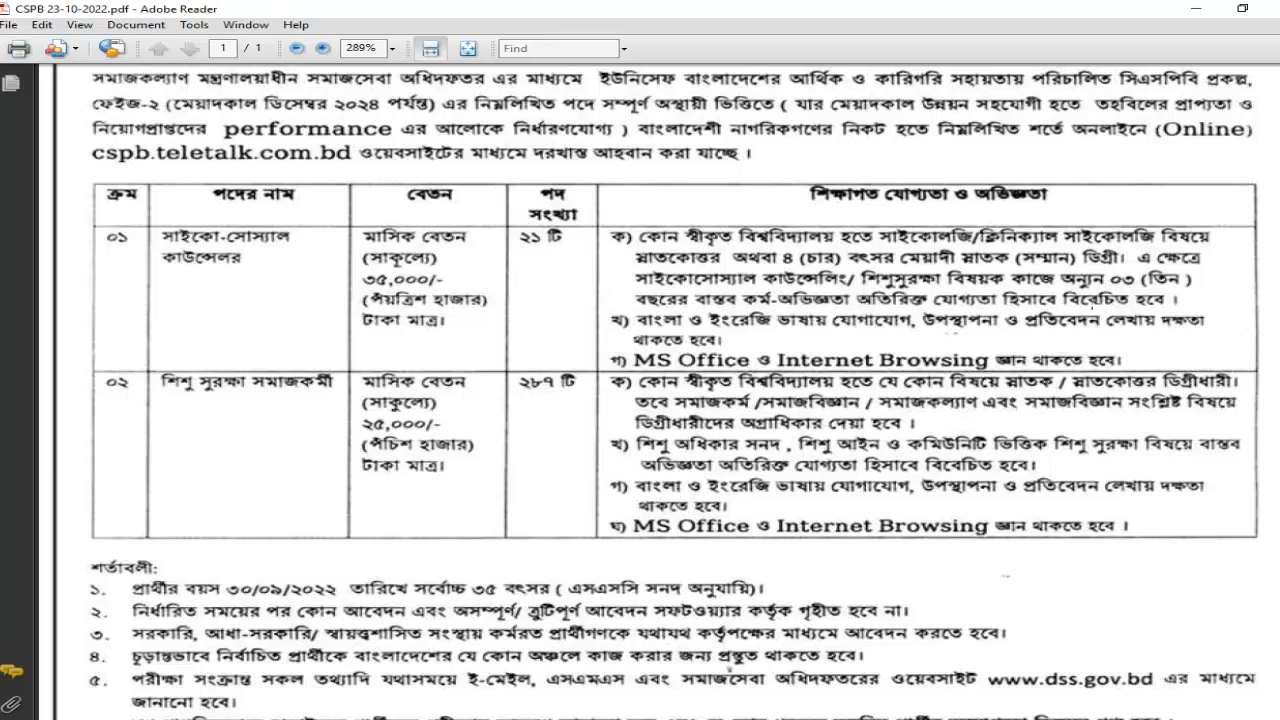 CSPB 23-10-2022.pdf - Adobe Reader
File Edit View Document Tools Window Help
1 / 1 289% Find
সমাজকল্যাণ মন্ত্রণালয়াধীন সমাজসেবা অধিদফতর এর মাধ্যমে ইউনিসেফ বাংলাদেশের আর্থিক ও কারিগরি সহায়তায় পরিচালিত সিএসপিবি প্রকল্প,
ফেইজ-২ (মেয়াদকাল ডিসেম্বর ২০২৪ পর্যন্ত) এর নিম্নলিখিত পদে সম্পূর্ণ অস্থায়ী ভিত্তিতে ( যার মেয়াদকাল উন্নয়ন সহযোগী হতে তহবিলের প্রাপ্যতা ও
নিয়োগপ্রাপ্তদের performance এর আলোকে নির্ধারণযোগ্য ) বাংলাদেশী নাগরিকগণের নিকট হতে নিম্নলিখিত শর্তে অনলাইনে (Online)
cspb.teletalk.com.bd ওয়েবসাইটের মাধ্যমে দরখাস্ত আহবান করা যাচ্ছে ।
ক্রম পদের নাম বেতন পদ সংখ্যা শিক্ষাগত যোগ্যতা ও অভিজ্ঞতা
০১ সাইকো-সোস্যাল কাউন্সেলর
মাসিক বেতন
(সাকূল্যে)
৩৫,০০০/-
(পঁয়ত্রিশ হাজার)
টাকা মাত্র।
২১ টি
ক) কোন স্বীকৃত বিশ্ববিদ্যালয় হতে সাইকোলজি/ক্লিনিক্যাল সাইকোলজি বিষয়ে
স্নাতকোত্তর অথবা ৪ (চার) বৎসর মেয়াদী স্নাতক (সম্মান) ডিগ্রী। এ ক্ষেত্রে
সাইকোসোস্যাল কাউন্সেলিং/ শিশুসুরক্ষা বিষয়ক কাজে অন্যুন ০৩ (তিন )
বছরের বাস্তব কর্ম-অভিজ্ঞতা অতিরিক্ত যোগ্যতা হিসাবে বিবেচিত হবে ।
খ) বাংলা ও ইংরেজি ভাষায় যোগাযোগ, উপস্থাপনা ও প্রতিবেদন লেখায় দক্ষতা
থাকতে হবে।
গ) MS Office ও Internet Browsing জ্ঞান থাকতে হবে।
০২ শিশু সুরক্ষা সমাজকর্মী
মাসিক বেতন
(সাকুল্যে)
২৫,০০০/-
(পঁচিশ হাজার)
টাকা মাত্র।
২৮৭ টি
ক) কোন স্বীকৃত বিশ্ববিদ্যালয় হতে যে কোন বিষয়ে স্নাতক / স্নাতকোত্তর ডিগ্রীধারী।
তবে সমাজকর্ম /সমাজবিজ্ঞান / সমাজকল্যাণ এবং সমাজবিজ্ঞান সংশ্লিষ্ট বিষয়ে
ডিগ্রীধারীদের অগ্রাধিকার দেয়া হবে ।
খ) শিশু অধিকার সনদ , শিশু আইন ও কমিউনিটি ভিত্তিক শিশু সুরক্ষা বিষয়ে বাস্তব
অভিজ্ঞতা অতিরিক্ত যোগ্যতা হিসাবে বিবেচিত হবে।
গ) বাংলা ও ইংরেজি ভাষায় যোগাযোগ, উপস্থাপনা ও প্রতিবেদন লেখায় দক্ষতা
থাকতে হবে।
ঘ) MS Office ও Internet Browsing জ্ঞান থাকতে হবে ।
শর্তাবলী:
১. প্রার্থীর বয়স ৩০/০৯/২০২২ তারিখে সর্বোচ্চ ৩৫ বৎসর ( এসএসসি সনদ অনুযায়ি)।
২. নির্ধারিত সময়ের পর কোন আবেদন এবং অসম্পূর্ণ/ ত্রুটিপূর্ণ আবেদন সফটওয়্যার কর্তৃক গৃহীত হবে না।
৩. সরকারি, আধা-সরকারি/ স্বায়ত্তশাসিত সংস্থায় কর্মরত প্রার্থীগণকে যথাযথ কর্তৃপক্ষের মাধ্যমে আবেদন করতে হবে।
৪. চূড়ান্তভাবে নির্বাচিত প্রার্থীকে বাংলাদেশের যে কোন অঞ্চলে কাজ করার জন্য প্রস্তুত থাকতে হবে।
৫. পরীক্ষা সংক্রান্ত সকল তথ্যাদি যথাসময়ে ই-মেইল, এসএমএস এবং সমাজসেবা অধিদফতরের ওয়েবসাইট www.dss.gov.bd এর মাধ্যমে
জানানো হবে।